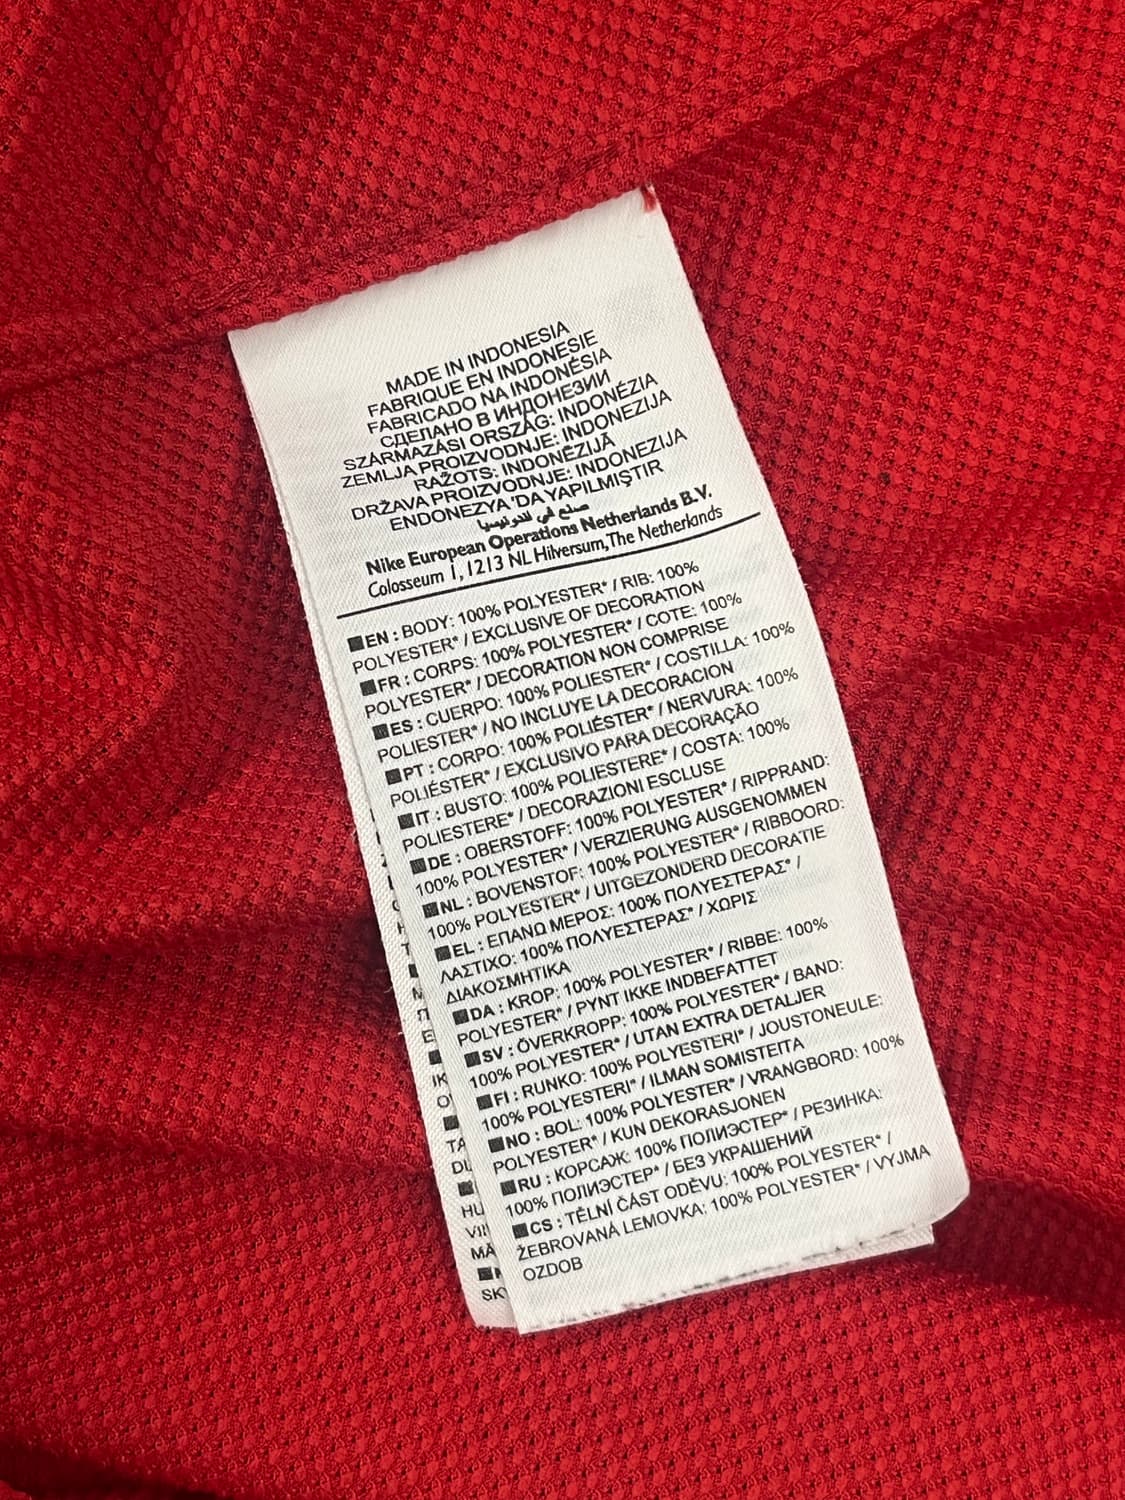 MADE IN INDONESIA
FABRIQUE EN INDONESIE
FABRICADO NA INDONÉSIA
СДЕЛАНО В ИНДОНЕЗИИ
SZÁRMAZÁSI ORSZÁG: INDONÉZIA
ZEMLJA PROIZVODNJE: INDONEZIJA
RAŽOTS: INDONĒZIJĀ
DRŽAVA PROIZVODNJE: INDONEZIJA
ENDONEZYA'DA YAPILMIŞTIR
صنع في اندونيسيا
Nike European Operations Netherlands B.V.
Colosseum 1, 1213 NL Hilversum, The Netherlands
EN : BODY: 100% POLYESTER* / RIB: 100%
POLYESTER* / EXCLUSIVE OF DECORATION
FR : CORPS: 100% POLYESTER* / COTE: 100%
POLYESTER* / DECORATION NON COMPRISE
ES : CUERPO: 100% POLIESTER* / COSTILLA: 100%
POLIESTER* / NO INCLUYE LA DECORACION
PT : CORPO: 100% POLIÉSTER* / NERVURA: 100%
POLIÉSTER* / EXCLUSIVO PARA DECORAÇÃO
IT : BUSTO: 100% POLIESTERE* / COSTA: 100%
POLIESTERE* / DECORAZIONI ESCLUSE
DE : OBERSTOFF: 100% POLYESTER* / RIPPRAND:
100% POLYESTER* / VERZIERUNG AUSGENOMMEN
NL : BOVENSTOF: 100% POLYESTER* / RIBBOORD:
100% POLYESTER* / UITGEZONDERD DECORATIE
EL : ΕΠΑΝΩ ΜΕΡΟΣ: 100% ΠΟΛΥΕΣΤΕΡΑΣ* /
ΛΑΣΤΙΧΟ: 100% ΠΟΛΥΕΣΤΕΡΑΣ* / ΧΩΡΙΣ
ΔΙΑΚΟΣΜΗΤΙΚΑ
DA : KROP: 100% POLYESTER* / RIBBE: 100%
POLYESTER* / PYNT IKKE INDBEFATTET
SV : ÖVERKROPP: 100% POLYESTER* / BAND:
100% POLYESTER* / UTAN EXTRA DETALJER
FI : RUNKO: 100% POLYESTERI* / JOUSTONEULE:
100% POLYESTERI* / ILMAN SOMISTEITA
NO : BOL: 100% POLYESTER* / VRANGBORD: 100%
POLYESTER* / KUN DEKORASJONEN
RU : КОРСАЖ: 100% ПОЛИЭСТЕР* / РЕЗИНКА:
100% ПОЛИЭСТЕР* / БЕЗ УКРАШЕНИЙ
CS : TĚLNÍ ČÁST ODĚVU: 100% POLYESTER* /
ŽEBROVANÁ LEMOVKA: 100% POLYESTER* / VYJMA
OZDOB